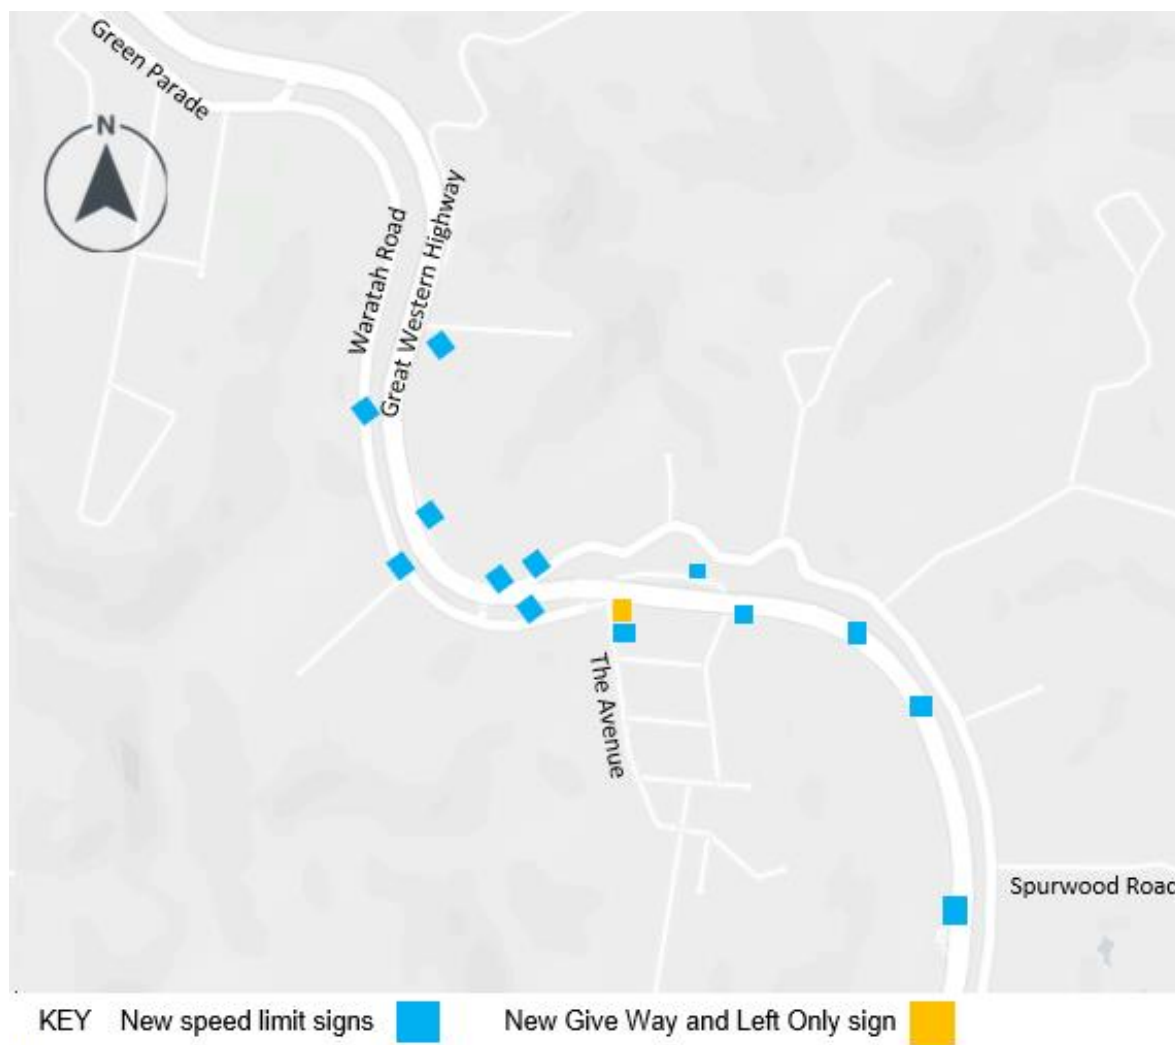 Green Parade
N
Waratah Road
Great Western Highway
The Avenue
Spurwood Road
KEY New speed limit signs
New Give Way and Left Only sign